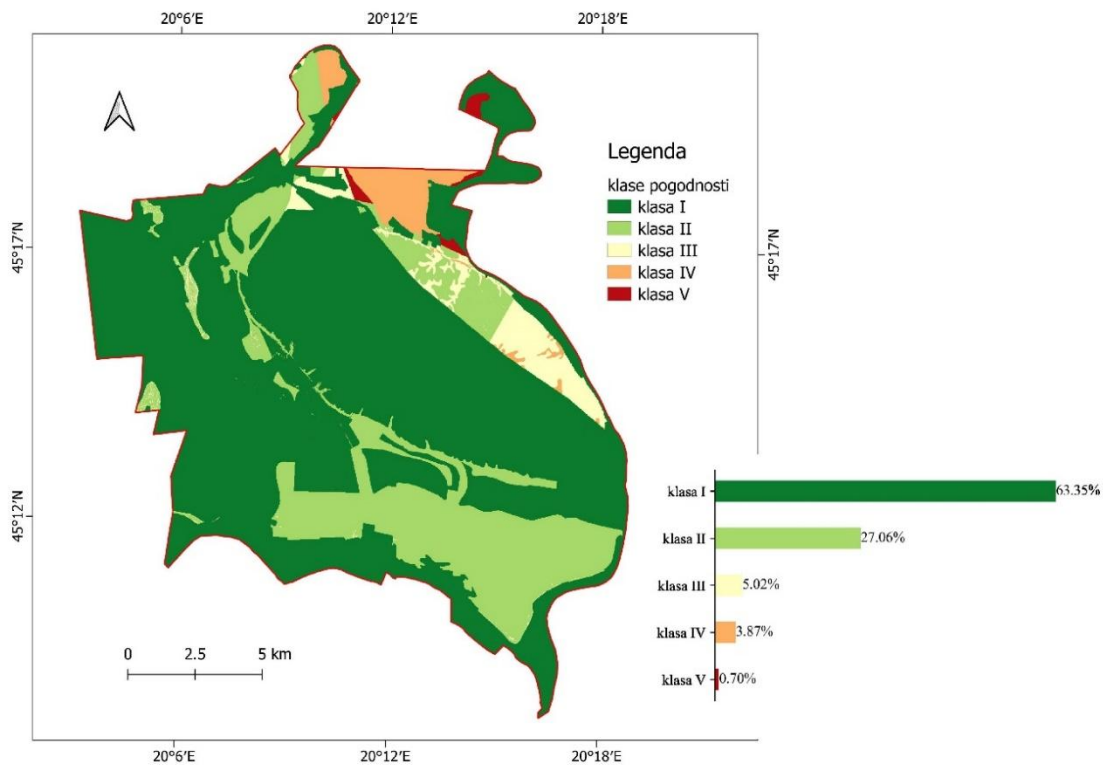 20°6′E 20°12′E 20°18′E
Legenda
klase pogodnosti
klasa I
klasa II
klasa III
klasa IV
klasa V
45°17′N
45°17′N
45°12′N
klasa I 63.35%
klasa II 27.06%
klasa III 5.02%
klasa IV 3.87%
klasa V 0.70%
0 2.5 5 km
20°6′E 20°12′E 20°18′E